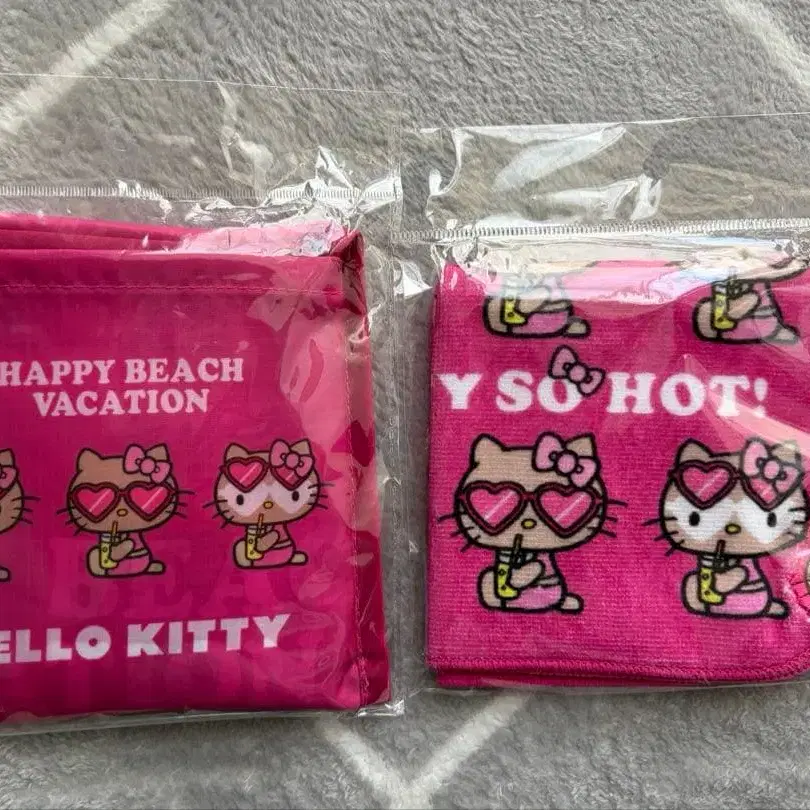 HAPPY BEACH
VACATION
ELLO KITTY
Y SO HOT!